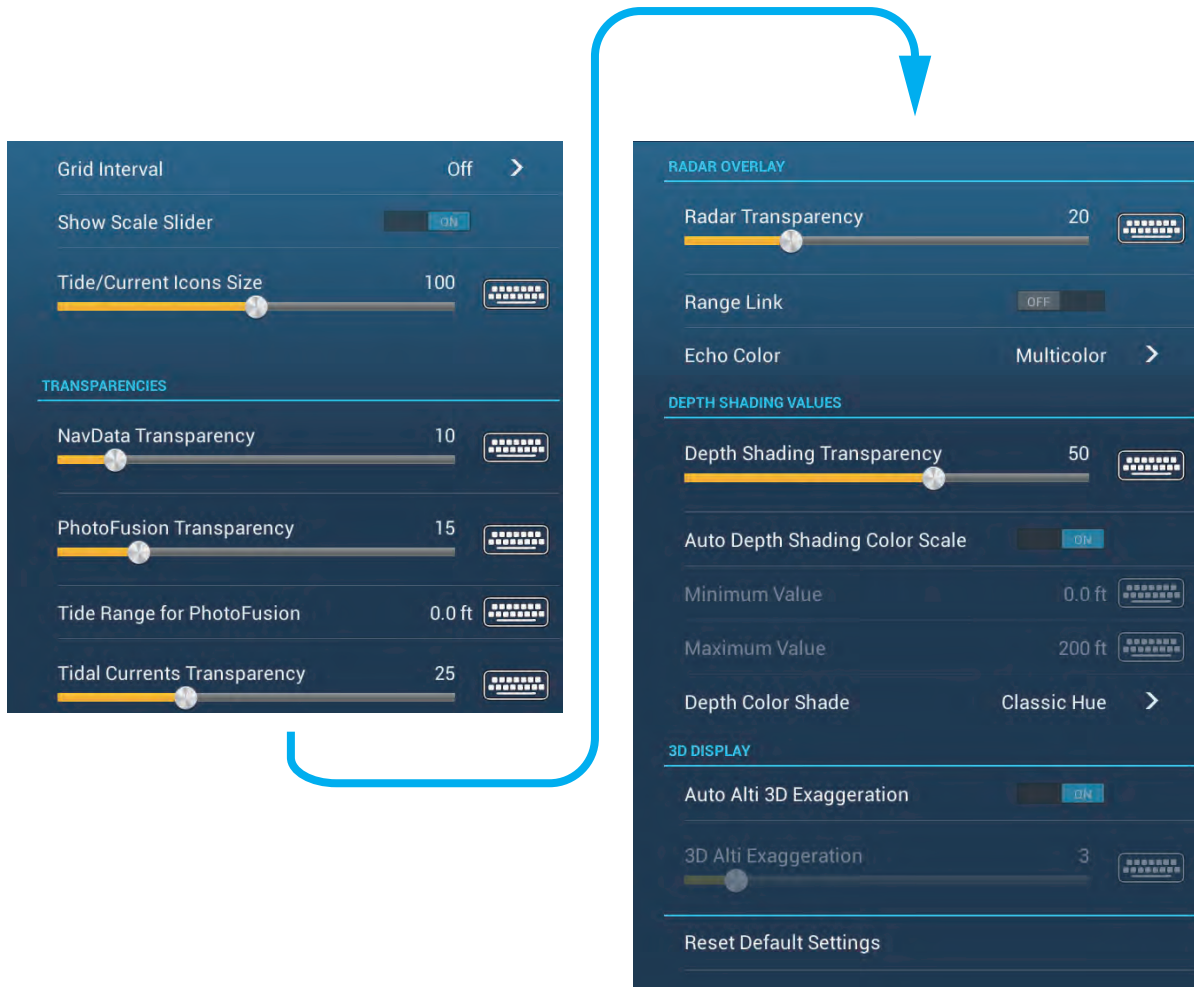 Grid Interval Off
Show Scale Slider ON
Tide/Current Icons Size 100
TRANSPARENCIES
NavData Transparency 10
PhotoFusion Transparency 15
Tide Range for PhotoFusion 0.0 ft
Tidal Currents Transparency 25
RADAR OVERLAY
Radar Transparency 20
Range Link OFF
Echo Color Multicolor
DEPTH SHADING VALUES
Depth Shading Transparency 50
Auto Depth Shading Color Scale ON
Minimum Value 0.0 ft
Maximum Value 200 ft
Depth Color Shade Classic Hue
3D DISPLAY
Auto Alti 3D Exaggeration ON
3D Alti Exaggeration 3
Reset Default Settings